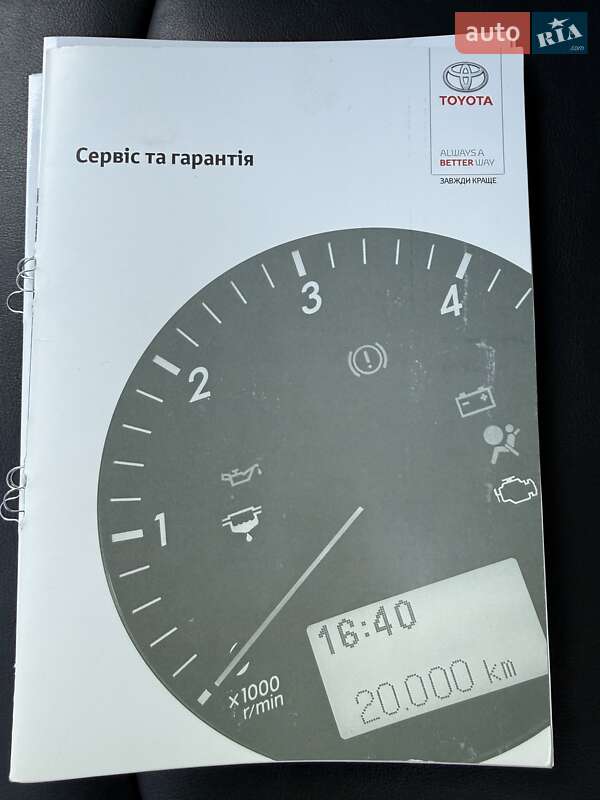 auto RIA.com
TOYOTA
ALWAYS A
BETTER WAY
ЗАВЖДИ КРАЩЕ
Сервіс та гарантія
3
4
2
1
16:40
20.000 km
x1000
r/min